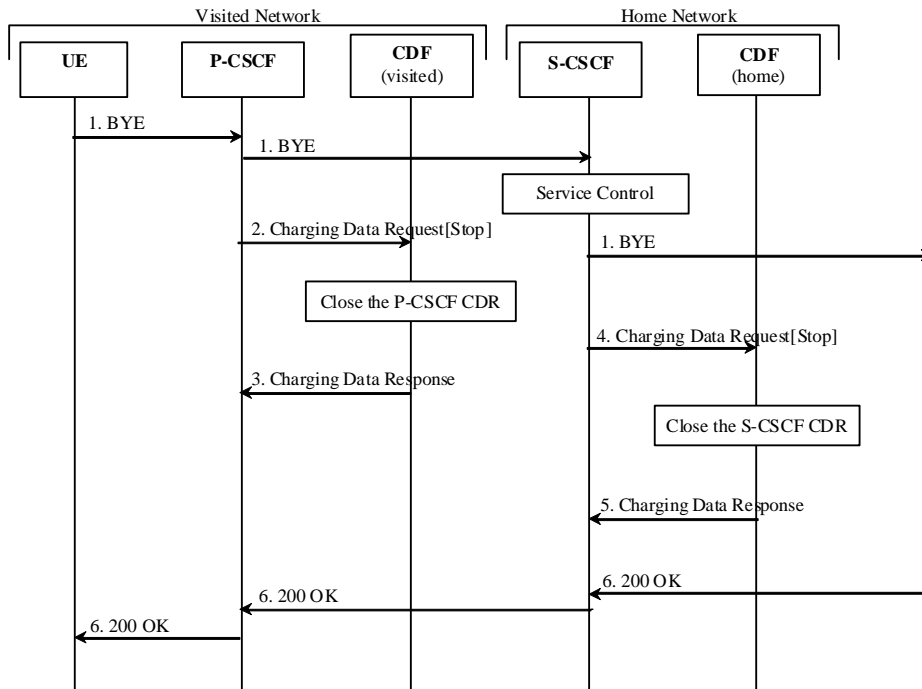 Visited Network
Home Network
UE
P-CSCF
CDF
(visited)
S-CSCF
CDF
(home)
1. BYE
1. BYE
Service Control
2. Charging Data Request[Stop]
1. BYE
Close the P-CSCF CDR
4. Charging Data Request[Stop]
3. Charging Data Response
Close the S-CSCF CDR
5. Charging Data Response
6. 200 OK
6. 200 OK
6. 200 OK